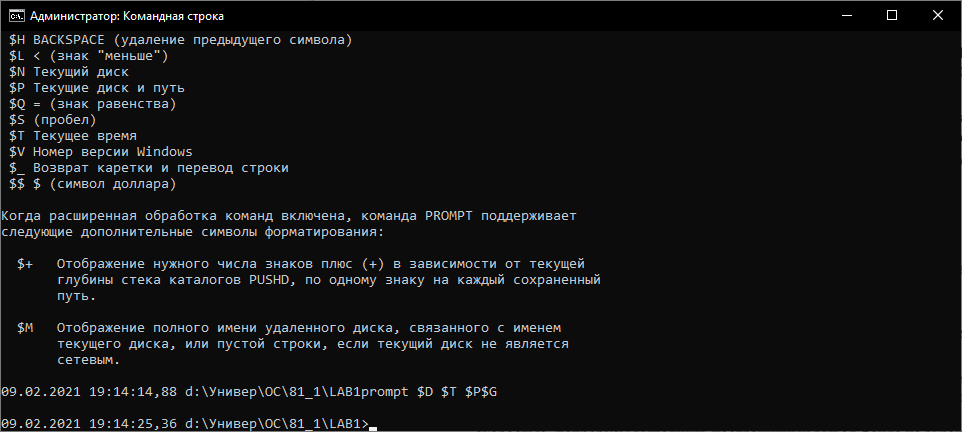 Администратор: Командная строка
$H BACKSPACE (удаление предыдущего символа)
$L < (знак "меньше")
$N Текущий диск
$P Текущие диск и путь
$Q = (знак равенства)
$S (пробел)
$T Текущее время
$V Номер версии Windows
$_ Возврат каретки и перевод строки
$$ $ (символ доллара)
Когда расширенная обработка команд включена, команда PROMPT поддерживает
следующие дополнительные символы форматирования:
$+ Отображение нужного числа знаков плюс (+) в зависимости от текущей
глубины стека каталогов PUSHD, по одному знаку на каждый сохраненный
путь.
$M Отображение полного имени удаленного диска, связанного с именем
текущего диска, или пустой строки, если текущий диск не является
сетевым.
09.02.2021 19:14:14,88 d:\Универ\ОС\81_1\LAB1prompt $D $T $P$G
09.02.2021 19:14:25,36 d:\Универ\ОС\81_1\LAB1>